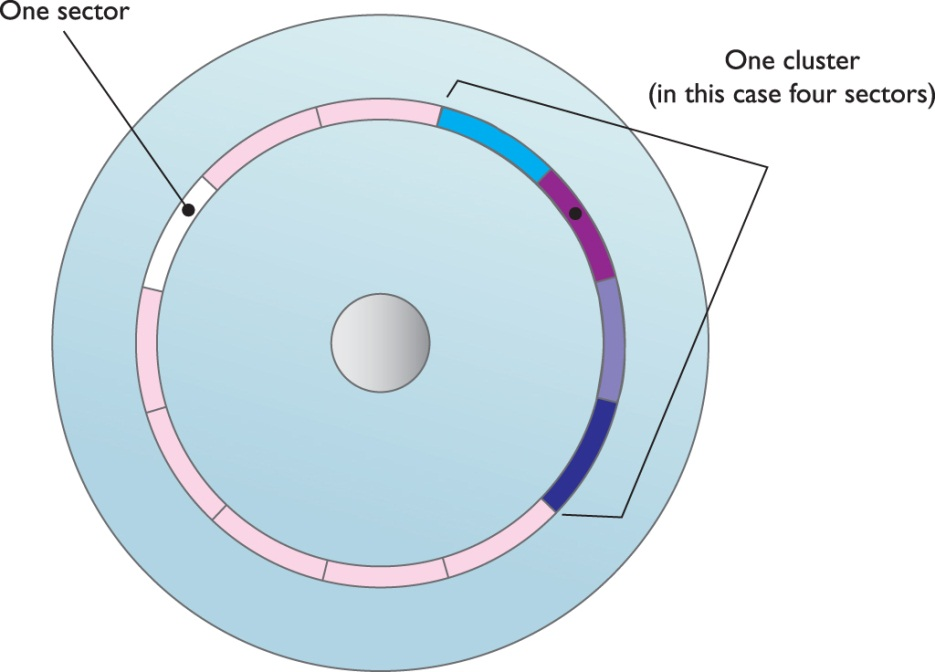 One sector
One cluster
(in this case four sectors)